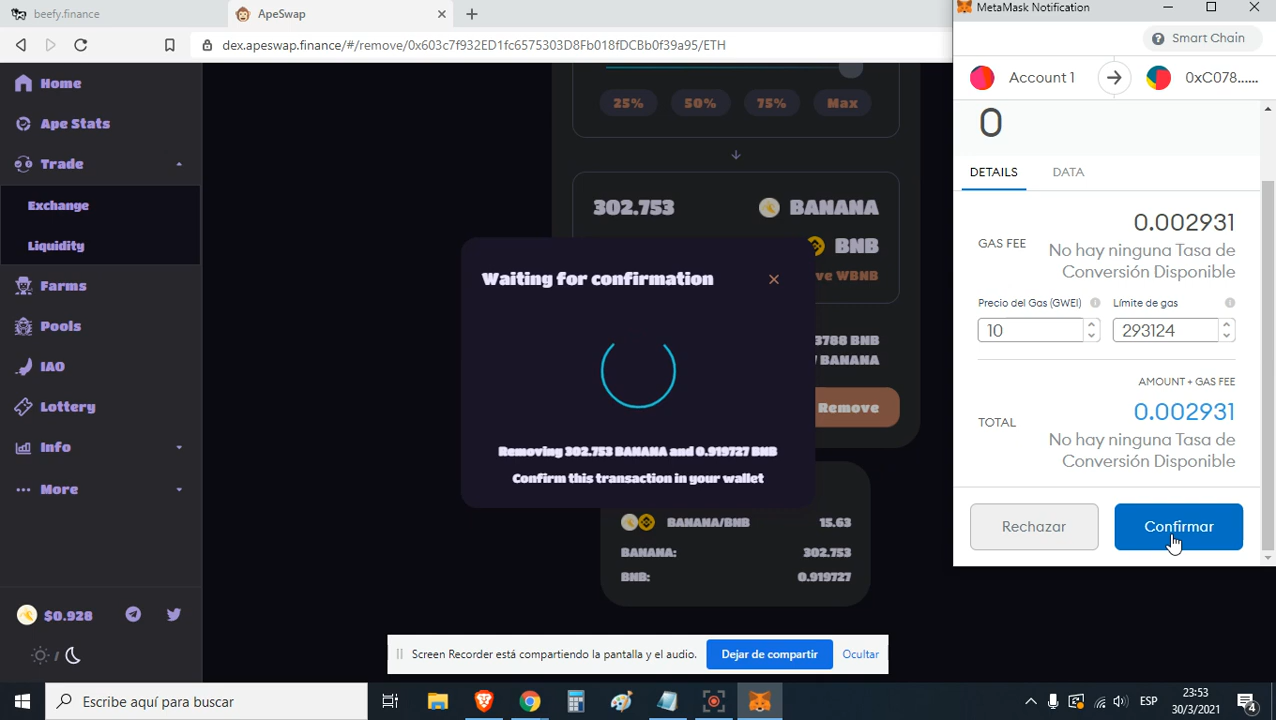 beefy.finance
ApeSwap
dex.apeswap.finance/#/remove/0x603c7f932ED1fc6575303D8Fb018fDCBb0f39a95/ETH
Home
Ape Stats
Trade
Exchange
Liquidity
Farms
Pools
IAO
Lottery
Info
More
$0.928
25%
50%
75%
Max
302.753
BANANA
BNB
WBNB
3788 BNB
BANANA
Remove
Waiting for confirmation
Removing 302.753 BANANA and 0.919727 BNB
Confirm this transaction in your wallet
BANANA/BNB
15.63
BANANA:
302.753
BNB:
0.919727
MetaMask Notification
Smart Chain
Account 1
0xC078......
0
DETAILS
DATA
GAS FEE
0.002931
No hay ninguna Tasa de
Conversión Disponible
Precio del Gas (GWEI)
Límite de gas
10
293124
AMOUNT + GAS FEE
TOTAL
0.002931
No hay ninguna Tasa de
Conversión Disponible
Rechazar
Confirmar
Screen Recorder está compartiendo la pantalla y el audio.
Dejar de compartir
Ocultar
Escribe aquí para buscar
ESP
23:53
30/3/2021
4